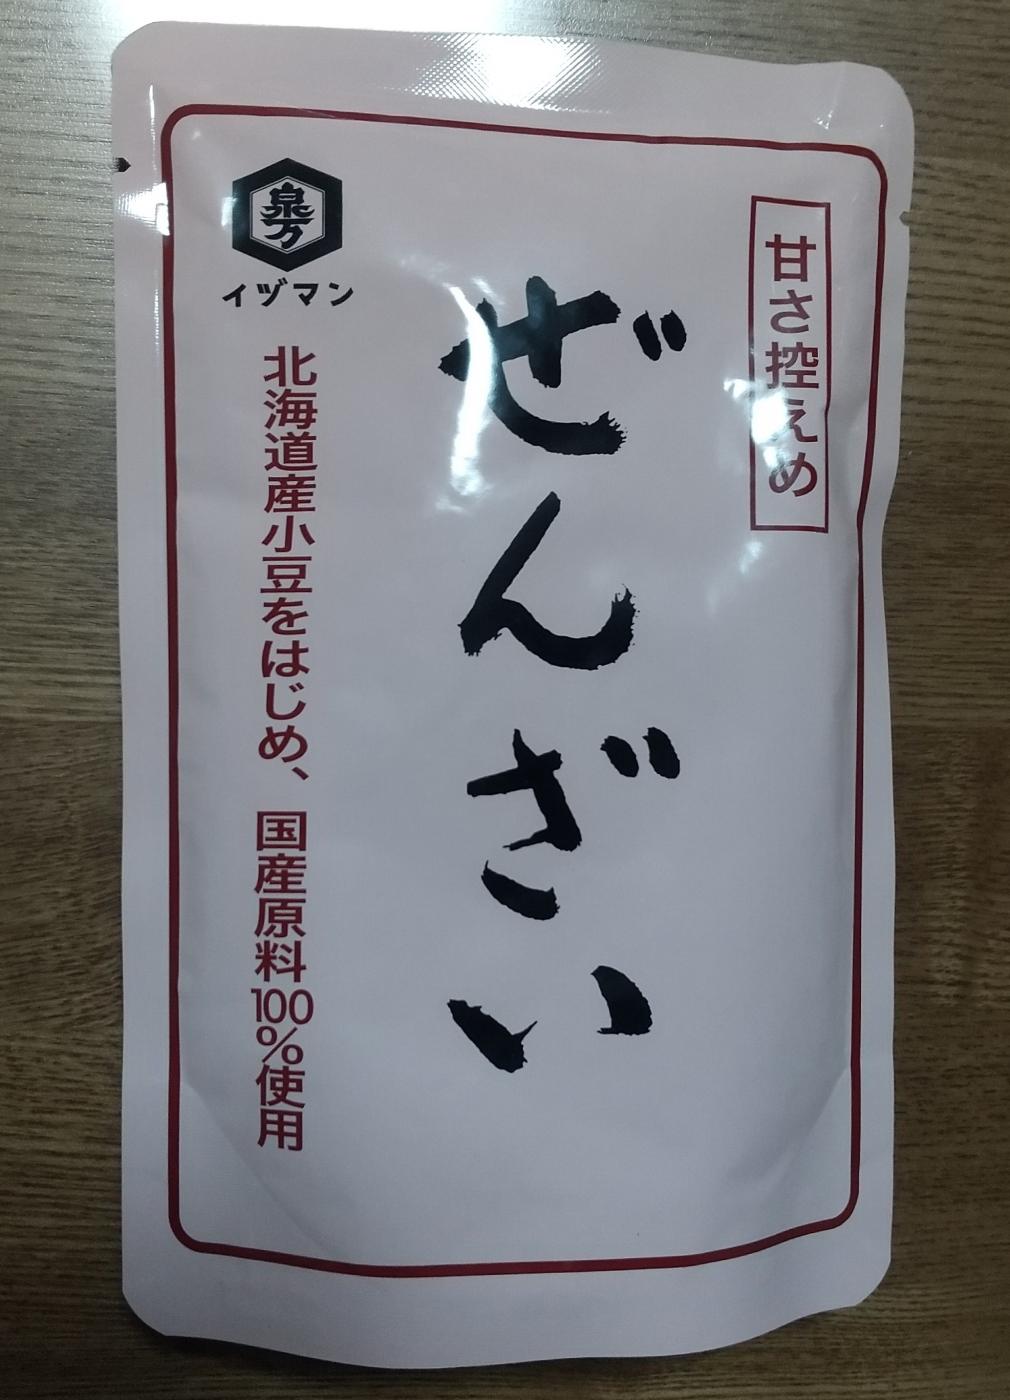 甘さ控えめ
ぜんざい
泉万
イヅマン
北海道産小豆をはじめ、国産原料100%使用